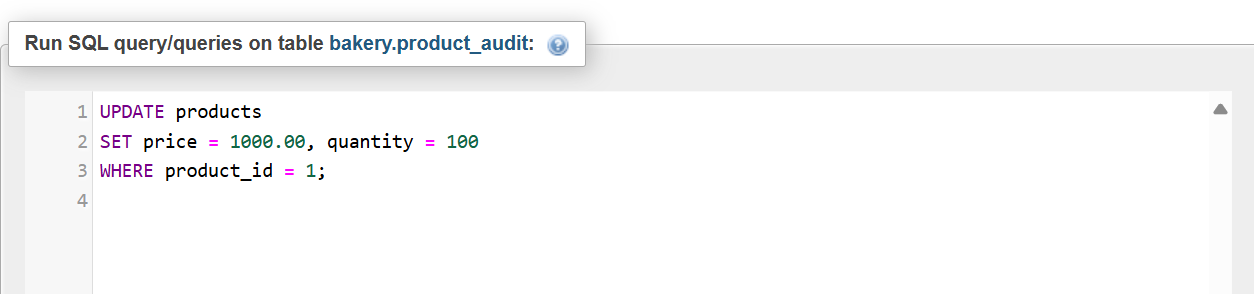 Run SQL query/queries on table bakery.product_audit:
1 UPDATE products
2 SET price = 1000.00, quantity = 100
3 WHERE product_id = 1;
4